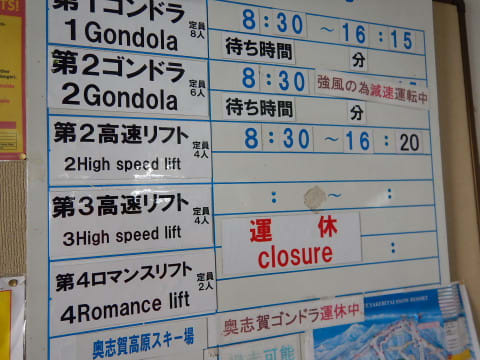 第1ゴンドラ 定員8人 8:30 ～16:15
1Gondola 待ち時間 分
第2ゴンドラ 定員6人 8:30 強風の為減速運転中
2Gondola 待ち時間 分
第2高速リフト 定員4人 8:30～16:20
2High speed lift
第3高速リフト 定員4人 : ～ :
3High speed lift 運 休
closure :
第4ロマンスリフト 定員2人
4Romance lift
奥志賀ゴンドラ運休中
奥志賀高原スキー場